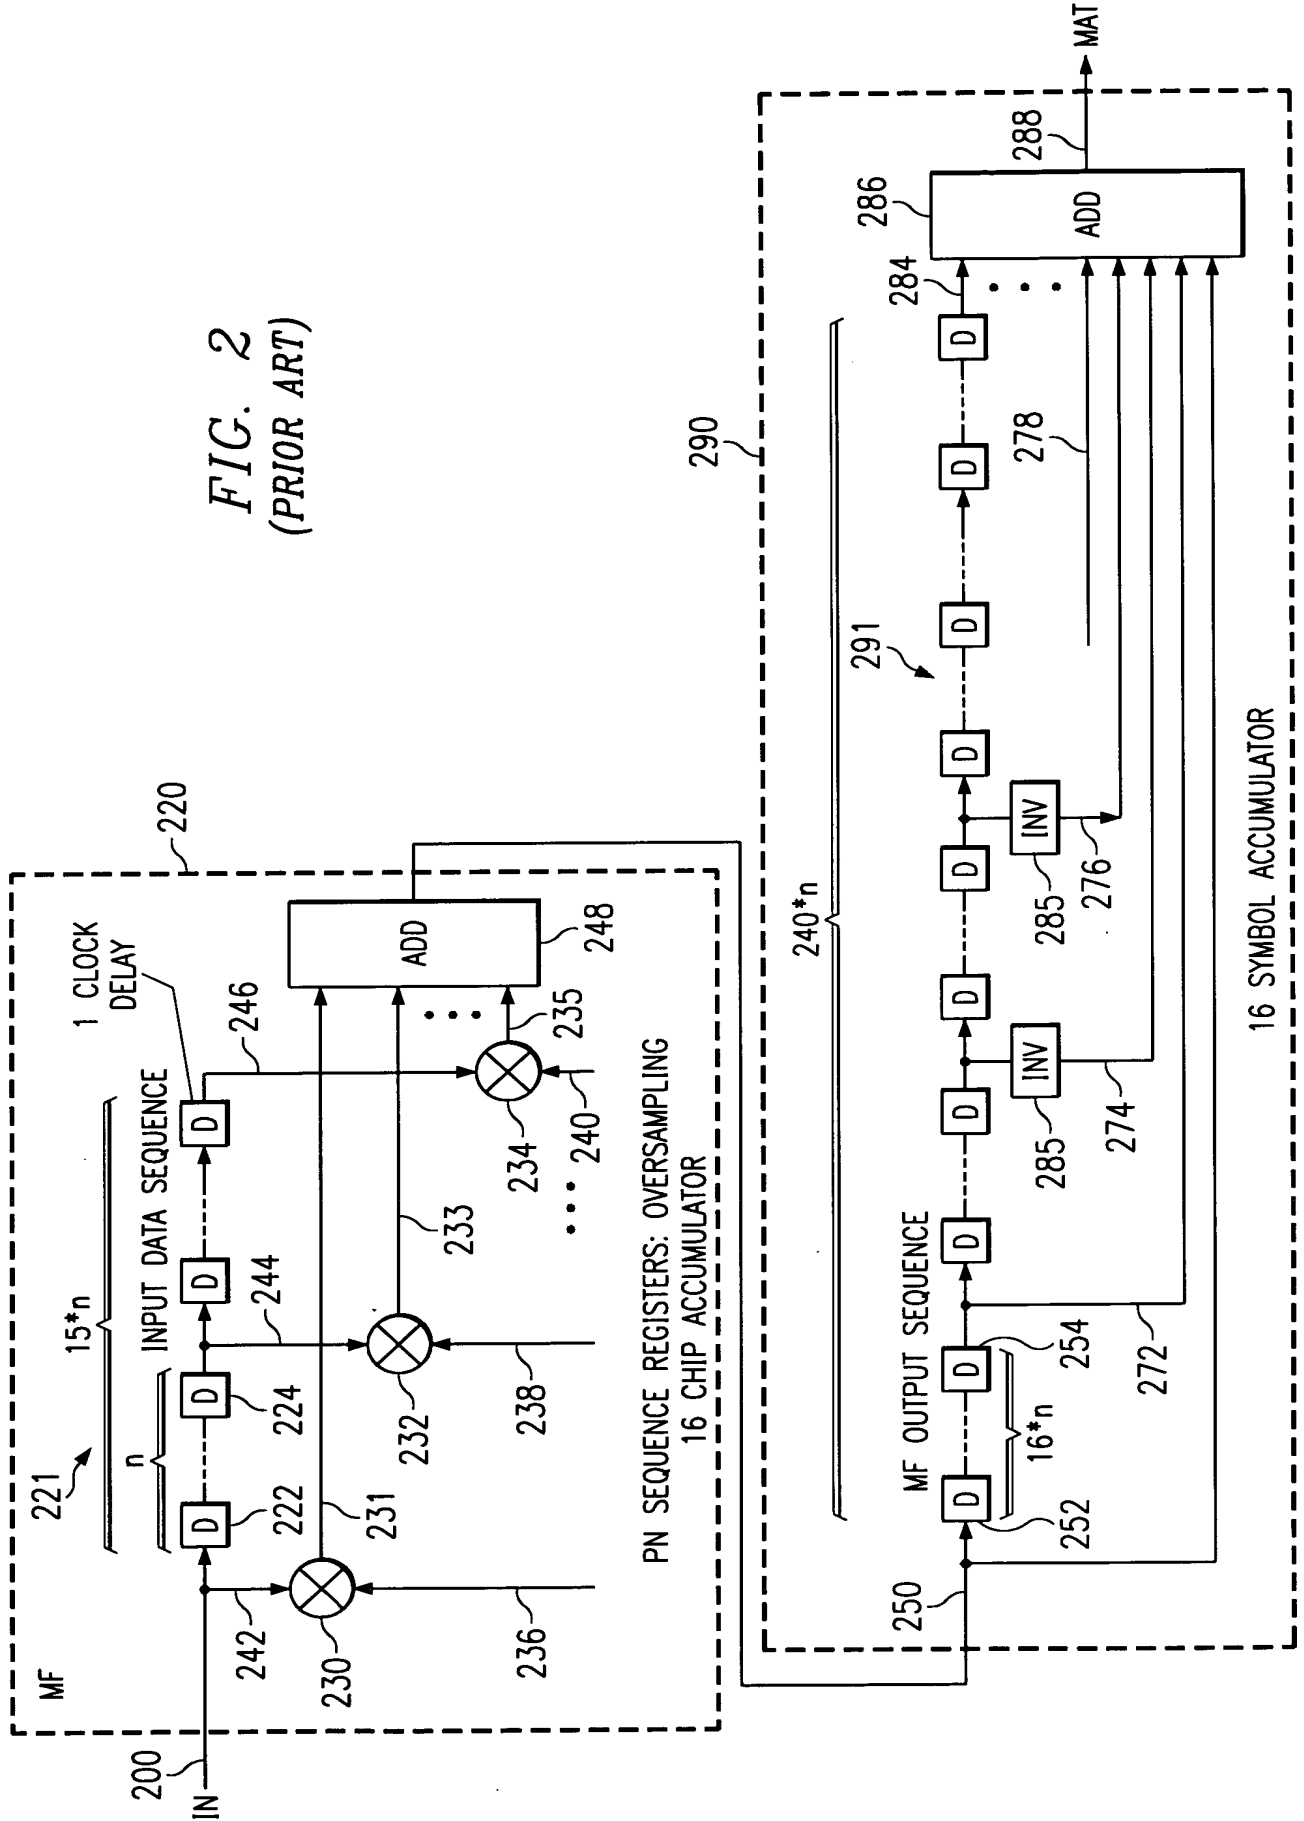 FIG. 2
(PRIOR ART)
MF
220
221
15*n
n
1 CLOCK
DELAY
INPUT DATA SEQUENCE
IN
200
D
D
D
D
222
224
242
244
246
230
232
234
231
233
235
236
238
240
ADD
248
PN SEQUENCE REGISTERS: OVERSAMPLING
16 CHIP ACCUMULATOR
290
240*n
291
MF OUTPUT SEQUENCE
250
D
D
D
D
D
D
D
D
D
D
252
254
16*n
272
INV
285
274
INV
285
276
278
284
286
ADD
288
MAT
16 SYMBOL ACCUMULATOR